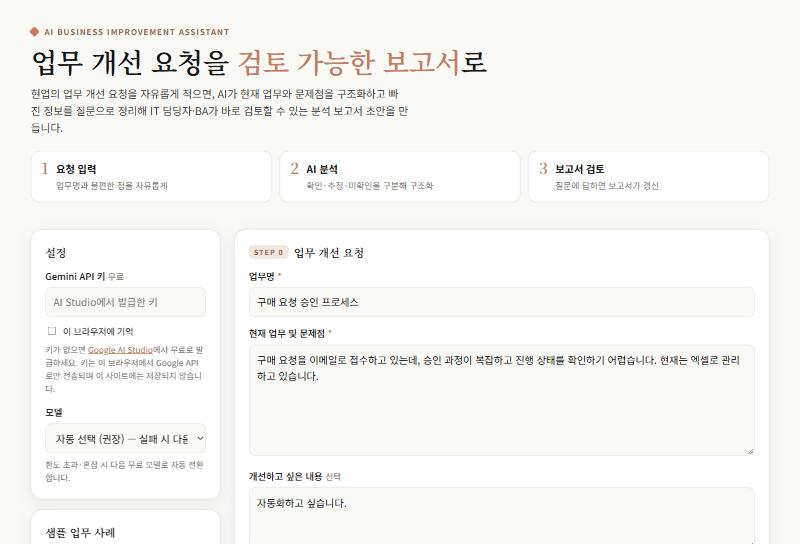 AI BUSINESS IMPROVEMENT ASSISTANT
업무 개선 요청을 검토 가능한 보고서로
현업의 업무 개선 요청을 자유롭게 적으면, AI가 현재 업무와 문제점을 구조화하고 빠
진 정보를 질문으로 정리해 IT 담당자·BA가 바로 검토할 수 있는 분석 보고서 초안을 만
듭니다.
1 요청 입력
업무명과 불편한 점을 자유롭게
2 AI 분석
확인·추정·미확인을 구분해 구조화
3 보고서 검토
질문에 답하면 보고서가 갱신
설정
Gemini API 키 무료
AI Studio에서 발급한 키
이 브라우저에 기억
키가 없으면 Google AI Studio에서 무료로 발
급하세요. 키는 이 브라우저에서 Google API
로만 전송되며 이 사이트에는 저장되지 않습니
다.
모델
자동 선택 (권장) — 실패 시 다음
한도 초과·혼잡 시 다음 무료 모델로 자동 전환
합니다.
샘플 업무 사례
STEP 0 업무 개선 요청
업무명 *
구매 요청 승인 프로세스
현재 업무 및 문제점 *
구매 요청을 이메일로 접수하고 있는데, 승인 과정이 복잡하고 진행 상태를 확인하기 어렵습니다. 현재는 엑셀로 관리
하고 있습니다.
개선하고 싶은 내용 선택
자동화하고 싶습니다.